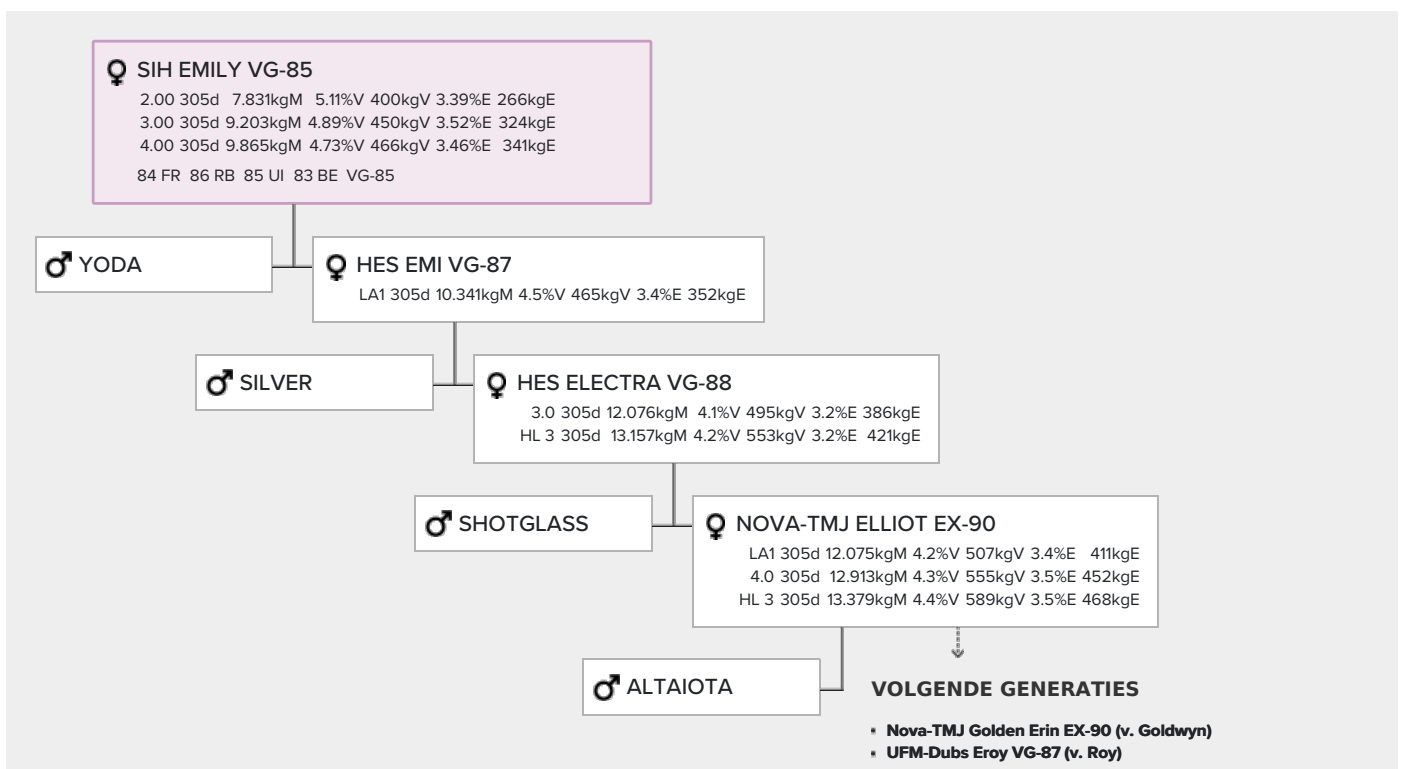 SIH EMILY VG-85
2.00 305d 7.831kgM 5.11%V 400kgV 3.39%E 266kgE
3.00 305d 9.203kgM 4.89%V 450kgV 3.52%E 324kgE
4.00 305d 9.865kgM 4.73%V 466kgV 3.46%E 341kgE
84 FR 86 RB 85 UI 83 BE VG-85
YODA
HES EMI VG-87
LA1 305d 10.341kgM 4.5%V 465kgV 3.4%E 352kgE
SILVER
HES ELECTRA VG-88
3.0 305d 12.076kgM 4.1%V 495kgV 3.2%E 386kgE
HL 3 305d 13.157kgM 4.2%V 553kgV 3.2%E 421kgE
SHOTGLASS
NOVA-TMJ ELLIOT EX-90
LA1 305d 12.075kgM 4.2%V 507kgV 3.4%E 411kgE
4.0 305d 12.913kgM 4.3%V 555kgV 3.5%E 452kgE
HL 3 305d 13.379kgM 4.4%V 589kgV 3.5%E 468kgE
ALTAIOTA
VOLGENDE GENERATIES
• Nova-TMJ Golden Erin EX-90 (v. Goldwyn)
• UFM-Dubs Eroy VG-87 (v. Roy)